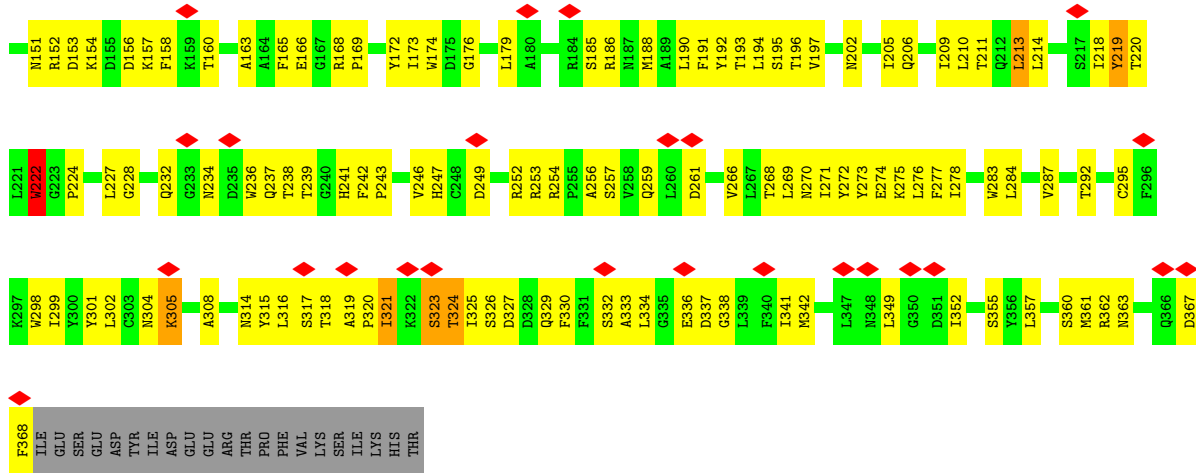 N151 R152 D153 K154 D155 D156 K157 F158 K159 T160 A163 A164 F165 E166 G167 R168 P169 Y172 I173 W174 D175 G176 L179 A180 R184 S185 R186 N187 M188 A189 L190 F191 Y192 T193 L194 S195 T196 V197 N202 I205 Q206 I209 L210 T211 Q212 L213 L214 S217 I218 Y219 T220
L221 W222 G223 P224 L227 G228 Q232 G233 N234 D235 W236 Q237 T238 T239 G240 H241 F242 P243 V246 H247 C248 D249 R252 R253 R254 P255 A256 S257 V258 Q259 L260 D261 V266 L267 T268 L269 N270 I271 Y272 Y273 E274 K275 L276 F277 I278 W283 L284 V287 T292 C295 F296
K297 W298 I299 Y300 Y301 L302 C303 N304 K305 A308 N314 Y315 L316 S317 T318 A319 P320 I321 K322 S323 T324 I325 S326 D327 D328 Q329 F330 F331 S332 A333 L334 G335 E336 D337 G338 L339 F340 I341 M342 L347 N348 L349 G350 D351 I352 S355 Y356 L357 S360 M361 R362 N363 Q366 D367
F368 ILE GLU SER GLU ASP TYR ILE ASP GLU GLU ARG THR PRO PHE VAL LYS SER ILE LYS HIS THR